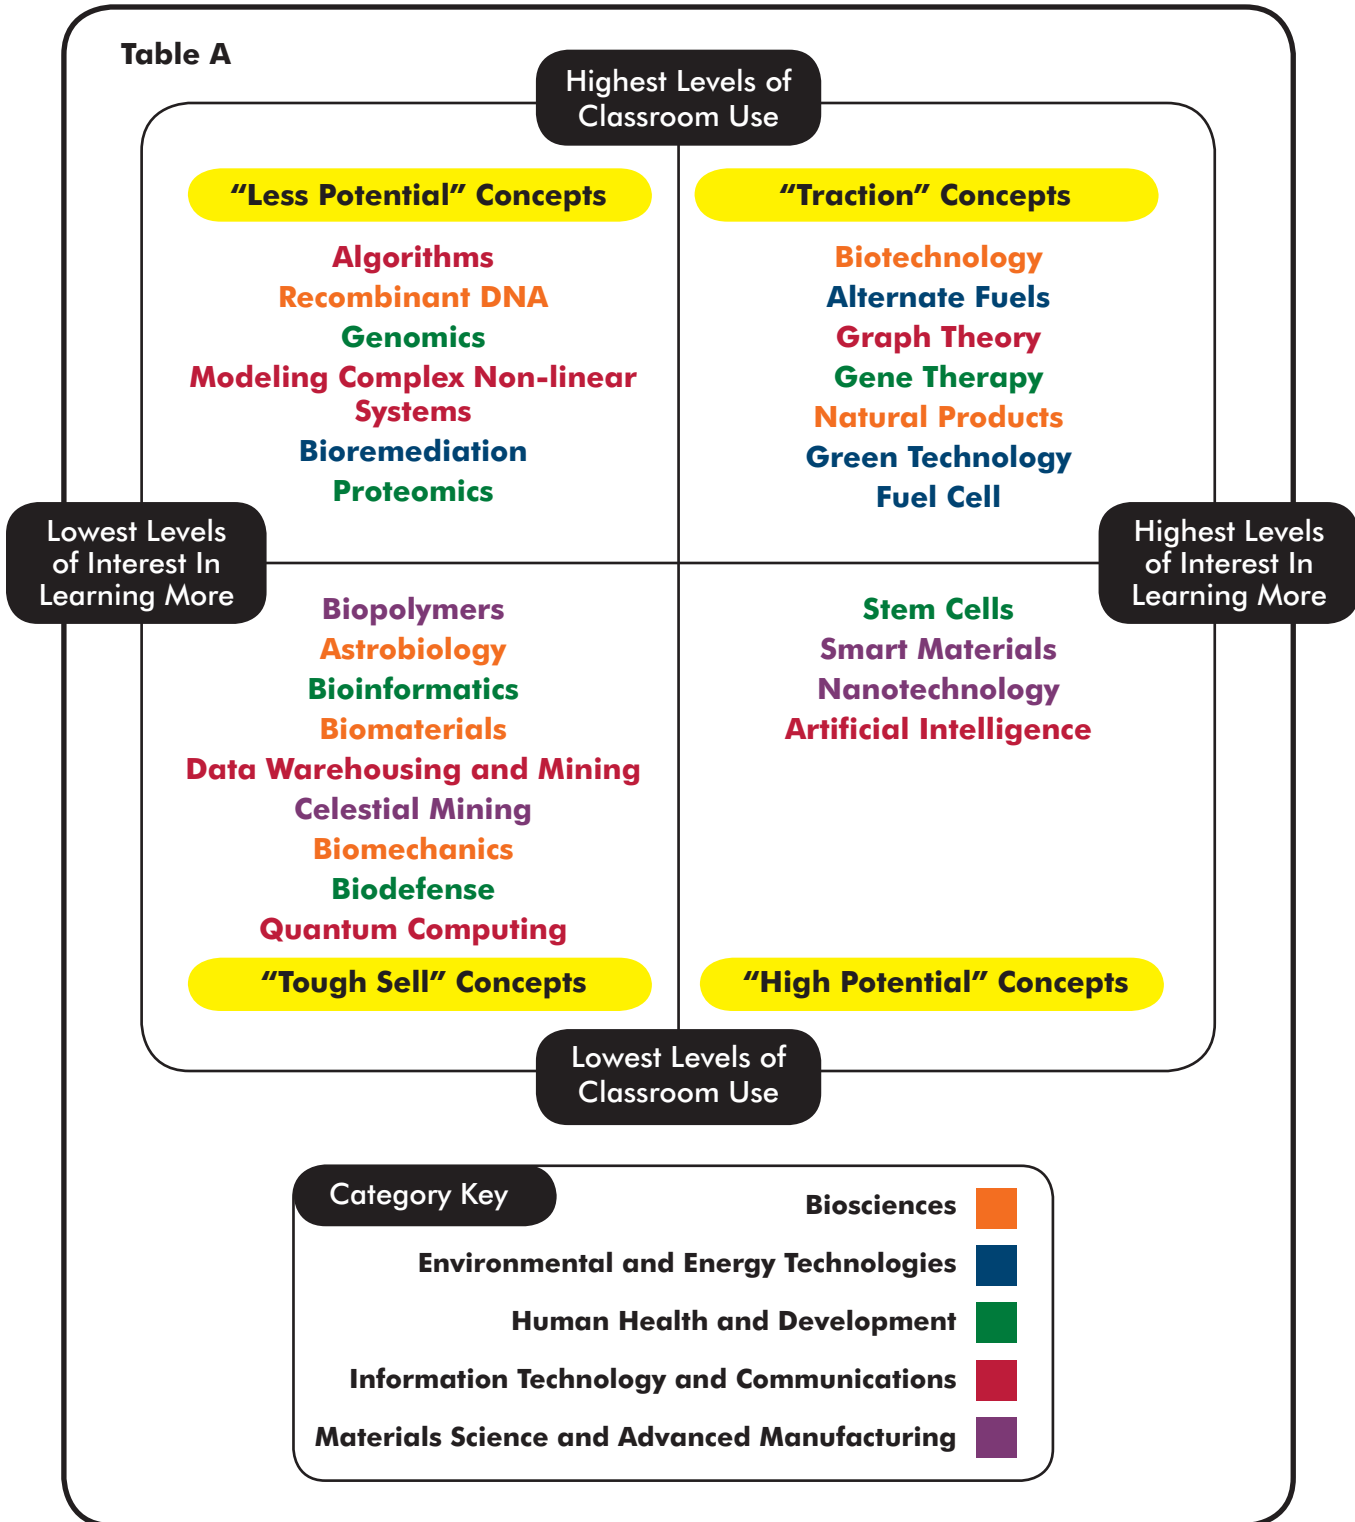 Table A
Highest Levels of
Classroom Use
“Less Potential” Concepts
Algorithms
Recombinant DNA
Genomics
Modeling Complex Non-linear
Systems
Bioremediation
Proteomics
“Traction” Concepts
Biotechnology
Alternate Fuels
Graph Theory
Gene Therapy
Natural Products
Green Technology
Fuel Cell
Lowest Levels
of Interest In
Learning More
Highest Levels
of Interest In
Learning More
Biopolymers
Astrobiology
Bioinformatics
Biomaterials
Data Warehousing and Mining
Celestial Mining
Biomechanics
Biodefense
Quantum Computing
“Tough Sell” Concepts
Stem Cells
Smart Materials
Nanotechnology
Artificial Intelligence
“High Potential” Concepts
Lowest Levels of
Classroom Use
Category Key
Biosciences
Environmental and Energy Technologies
Human Health and Development
Information Technology and Communications
Materials Science and Advanced Manufacturing